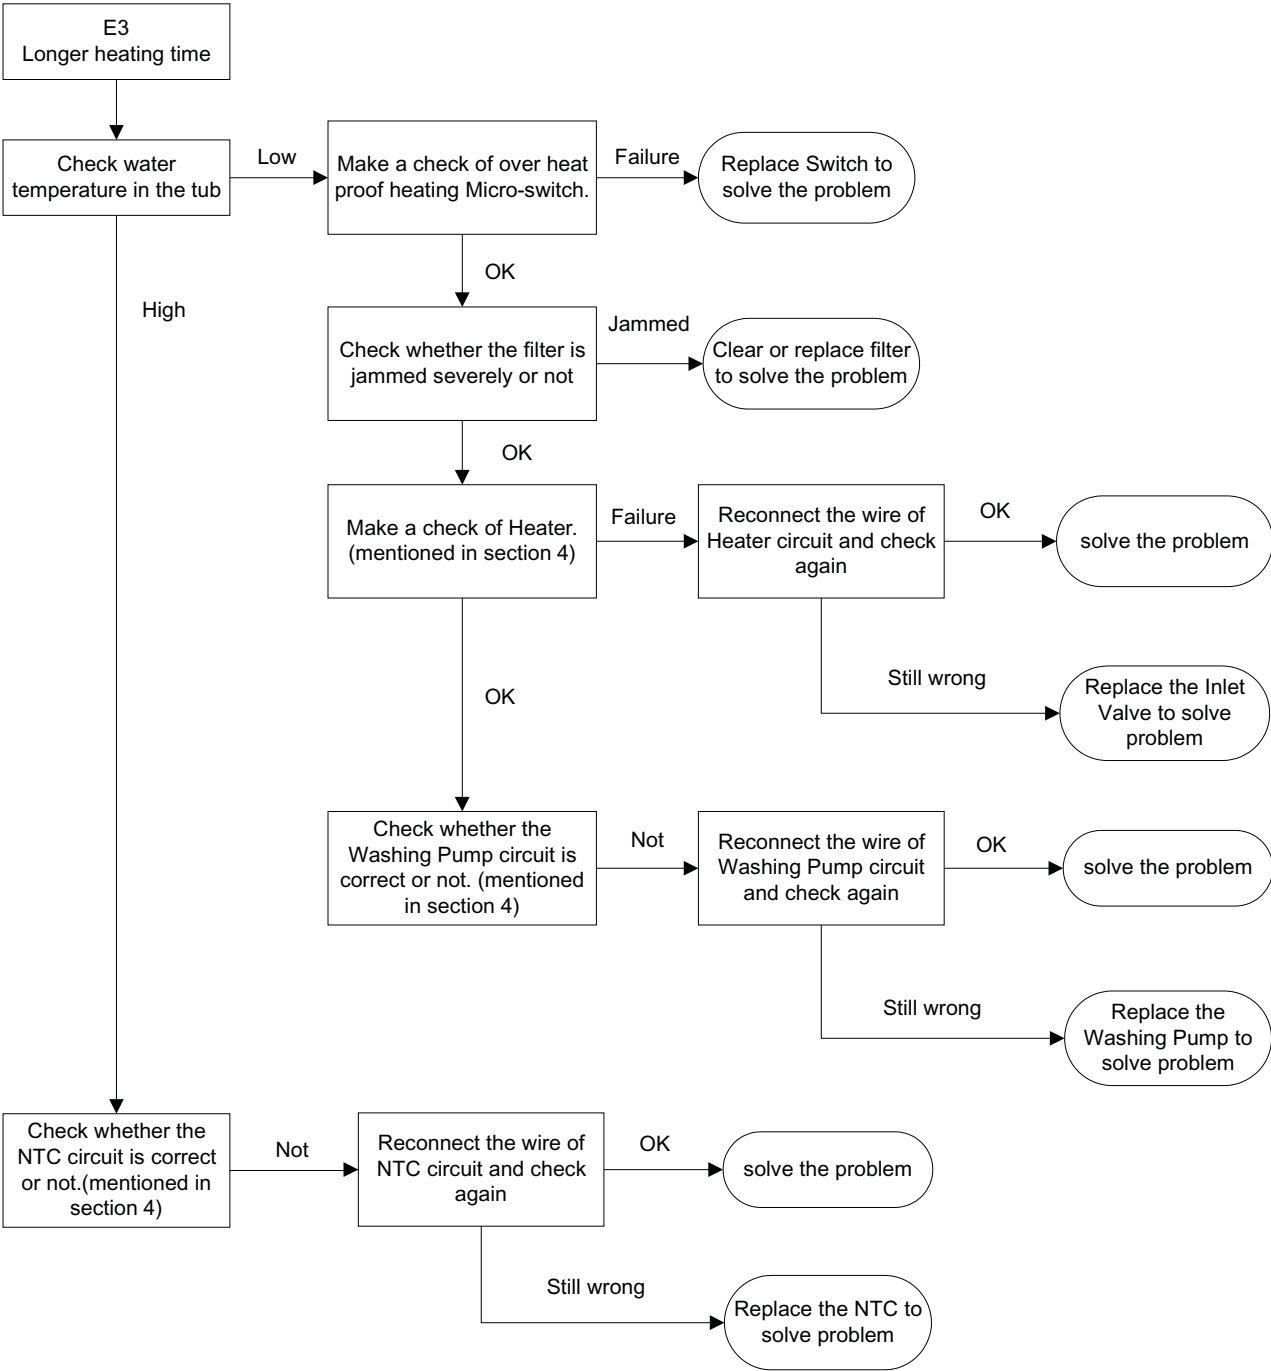 E3
Longer heating time
Check water
temperature in the tub
Low
Make a check of over heat
proof heating Micro-switch.
Failure
Replace Switch to
solve the problem
OK
High
Check whether the filter is
jammed severely or not
Jammed
Clear or replace filter
to solve the problem
OK
Make a check of Heater.
(mentioned in section 4)
Failure
Reconnect the wire of
Heater circuit and check
again
OK
solve the problem
Still wrong
Replace the Inlet
Valve to solve
problem
OK
Check whether the
Washing Pump circuit is
correct or not. (mentioned
in section 4)
Not
Reconnect the wire of
Washing Pump circuit
and check again
OK
solve the problem
Still wrong
Replace the
Washing Pump to
solve problem
Check whether the
NTC circuit is correct
or not.(mentioned in
section 4)
Not
Reconnect the wire of
NTC circuit and check
again
OK
solve the problem
Still wrong
Replace the NTC to
solve problem